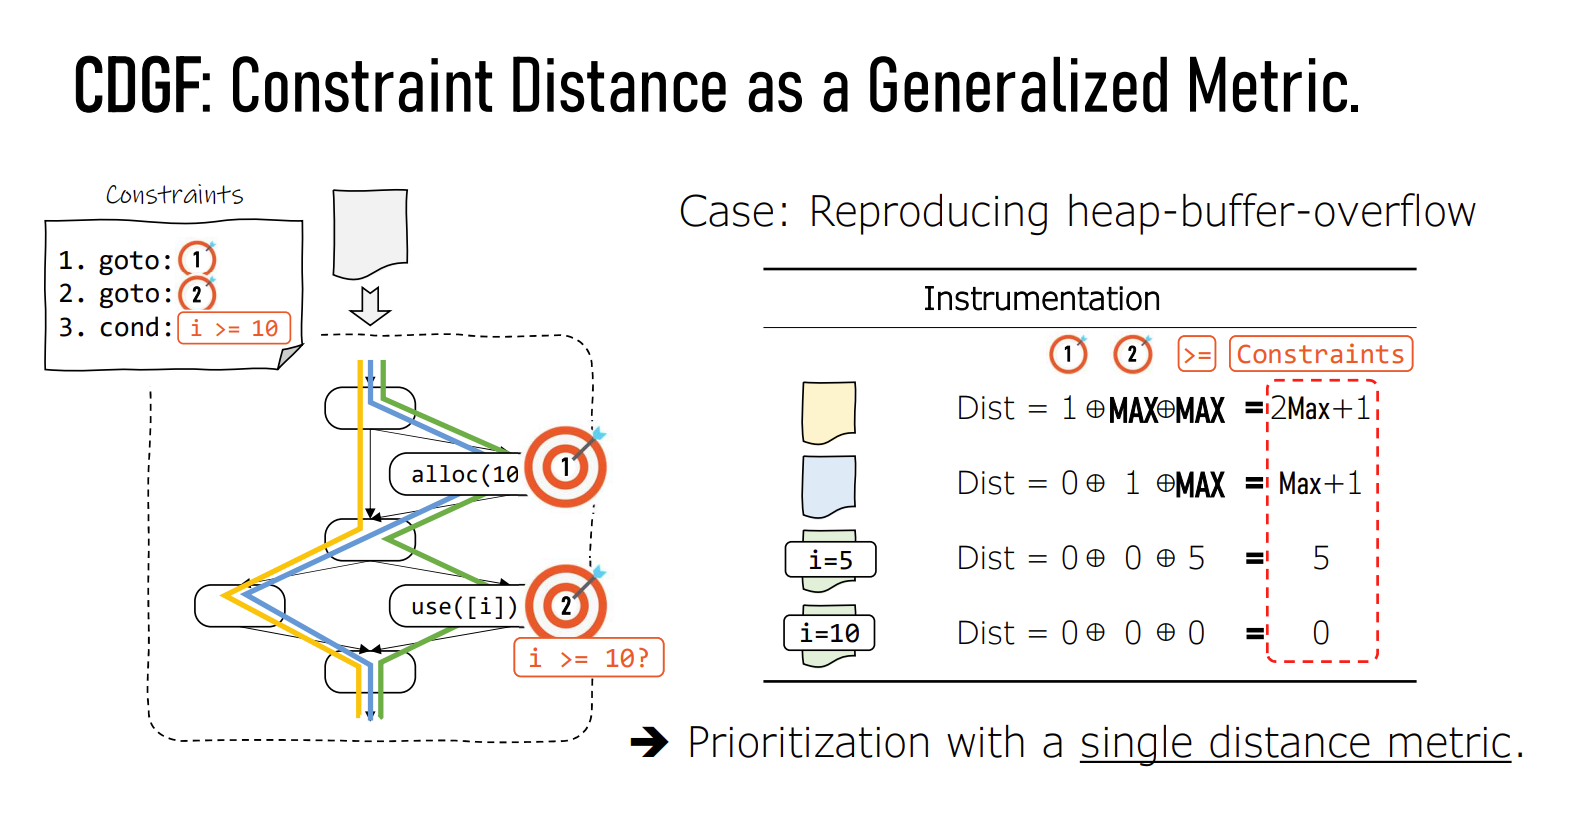 CDGF: Constraint Distance as a Generalized Metric.
Constraints
1. goto: 1
2. goto: 2
3. cond: i >= 10
alloc(10
1
use([i])
2
i >= 10?
Case: Reproducing heap-buffer-overflow
Instrumentation
1 2 >= Constraints
Dist = 1 ⊕ MAX ⊕ MAX = 2Max+1
Dist = 0 ⊕ 1 ⊕ MAX = Max+1
i=5 Dist = 0 ⊕ 0 ⊕ 5 = 5
i=10 Dist = 0 ⊕ 0 ⊕ 0 = 0
➔ Prioritization with a single distance metric.